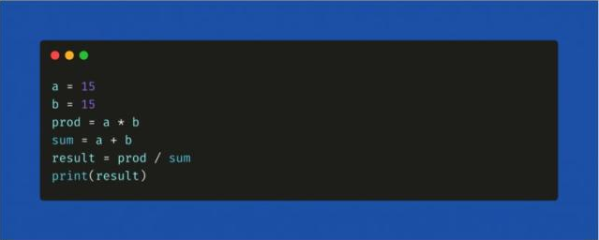 a = 15
b = 15
prod = a * b
sum = a + b
result = prod / sum
print(result)